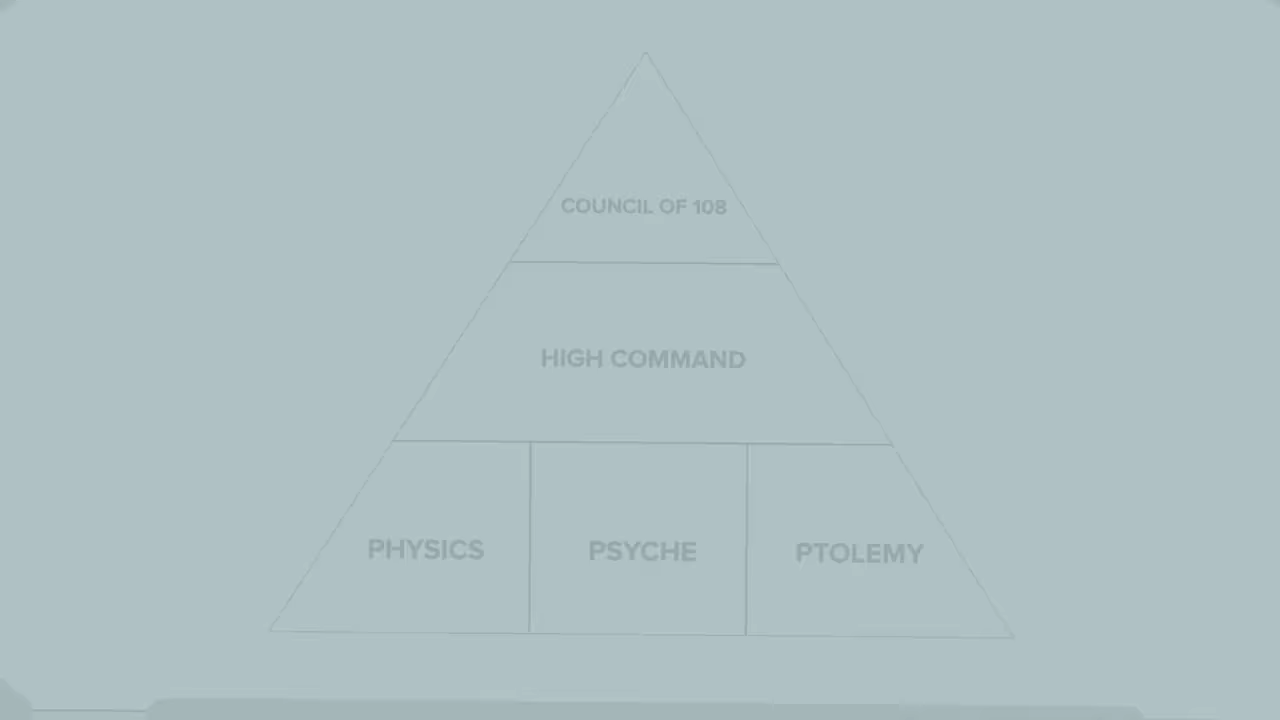 COUNCIL OF 108
HIGH COMMAND
PHYSICS
PSYCHE
PTOLEMY